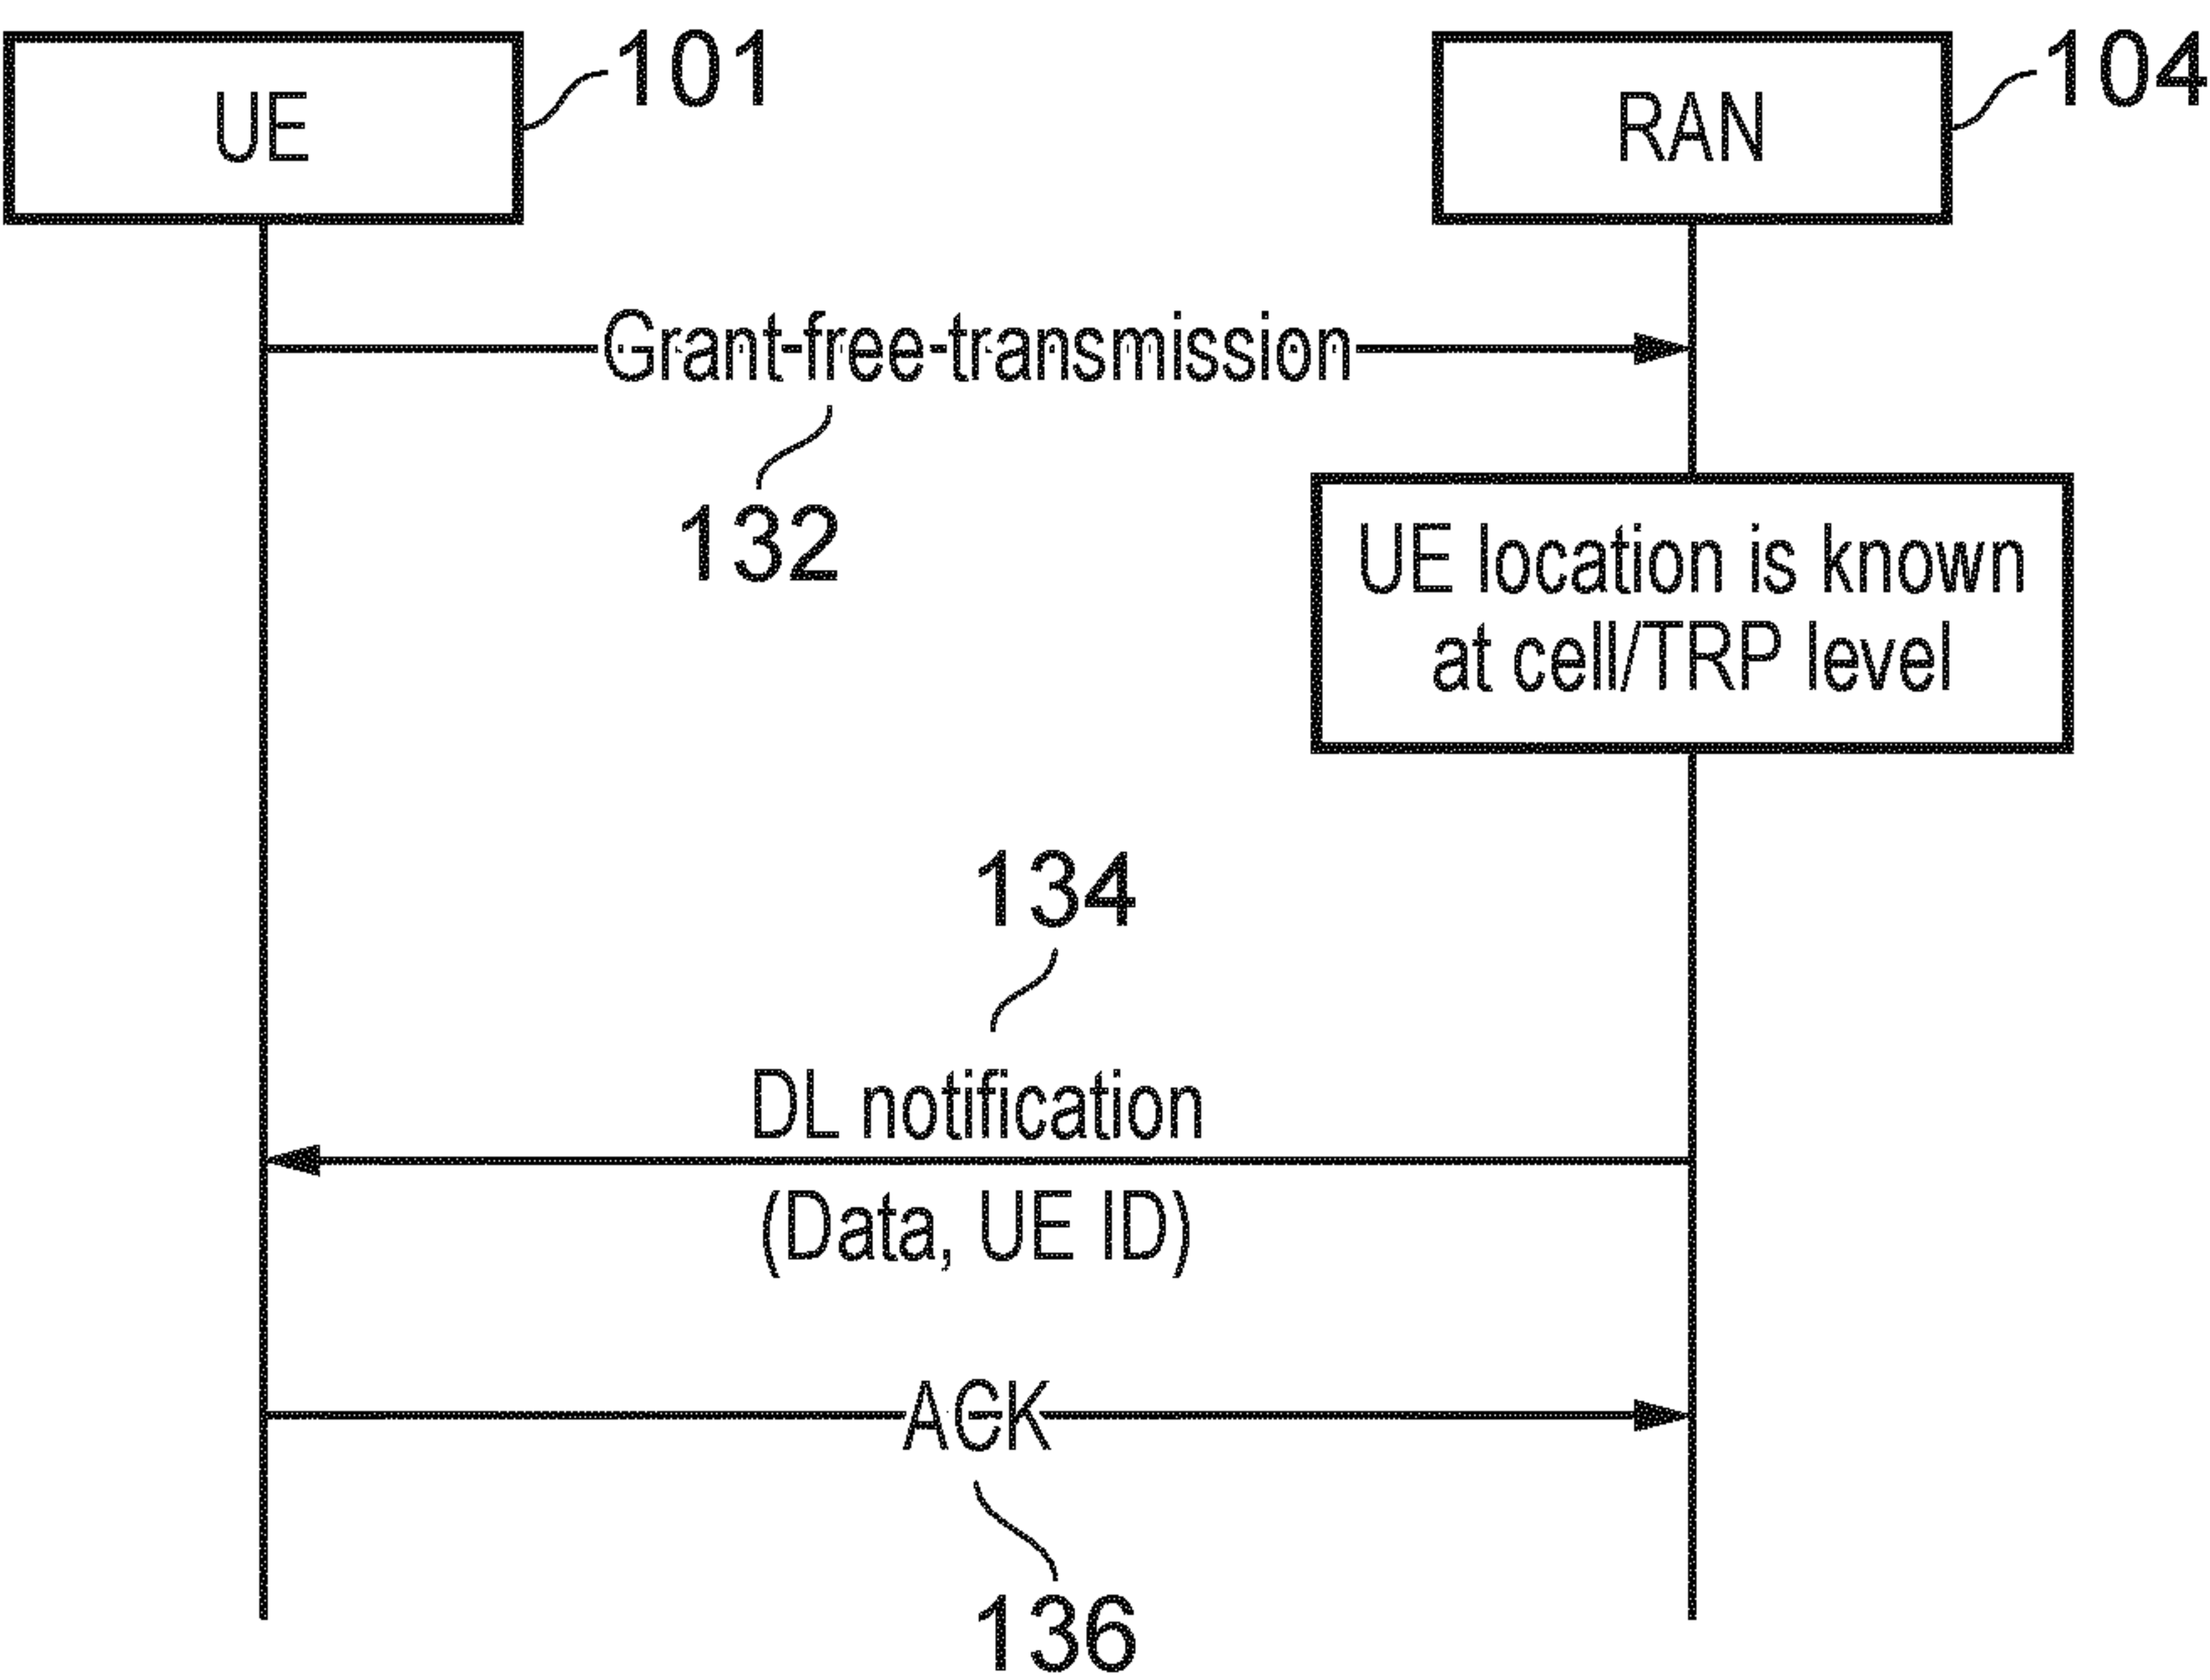 UE
101
RAN
104
Grant-free transmission
132
UE location is known
at cell/TRP level
134
DL notification
(Data, UE ID)
ACK
136